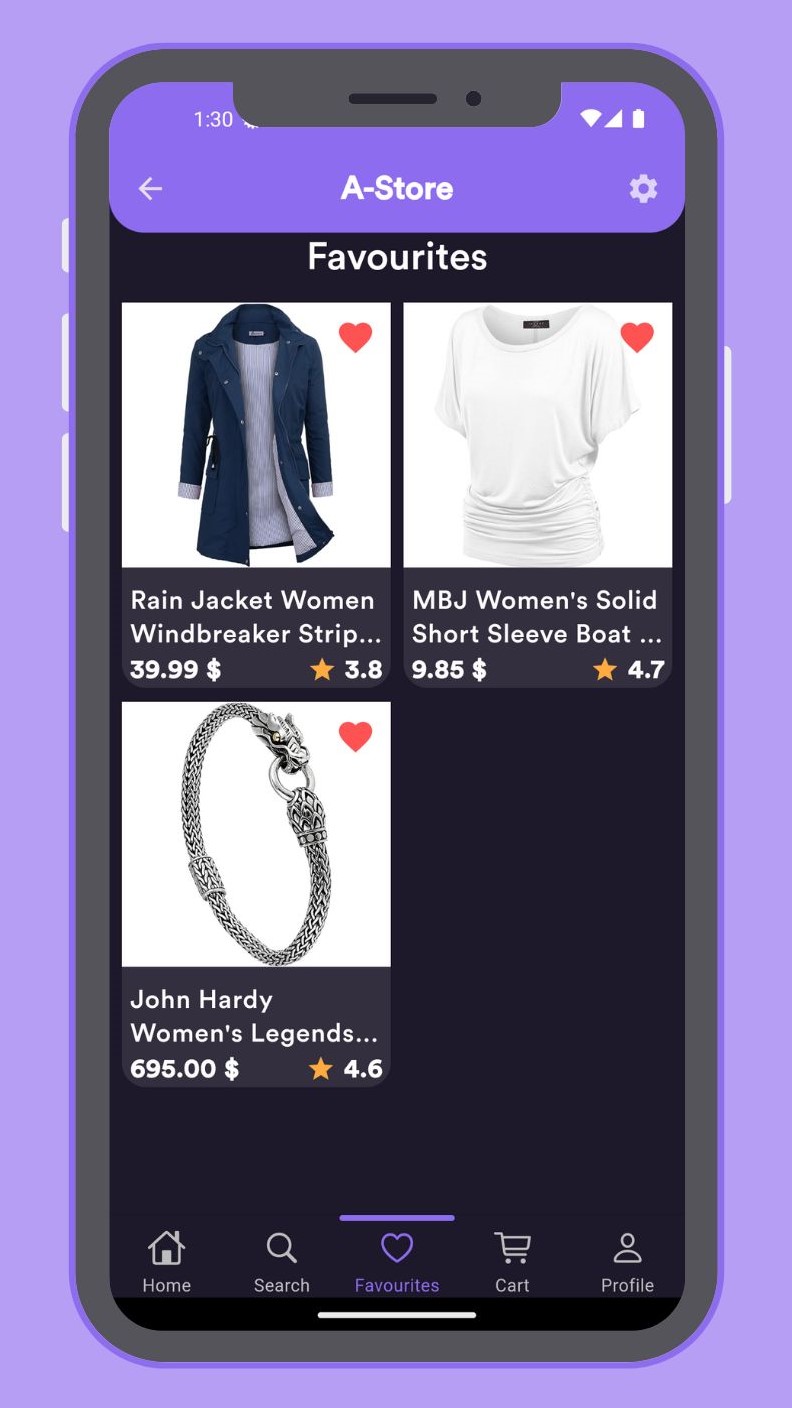 1:30
A-Store
Favourites
Rain Jacket Women
Windbreaker Strip...
39.99 $ 3.8
MBJ Women's Solid
Short Sleeve Boat ...
9.85 $ 4.7
John Hardy
Women's Legends...
695.00 $ 4.6
Home Search Favourites Cart Profile